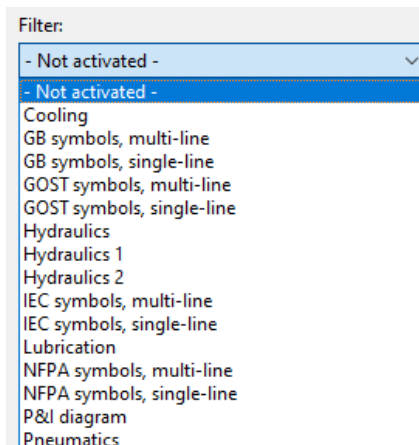 Filter:
- Not activated -
- Not activated -
Cooling
GB symbols, multi-line
GB symbols, single-line
GOST symbols, multi-line
GOST symbols, single-line
Hydraulics
Hydraulics 1
Hydraulics 2
IEC symbols, multi-line
IEC symbols, single-line
Lubrication
NFPA symbols, multi-line
NFPA symbols, single-line
P&I diagram
Pneumatics